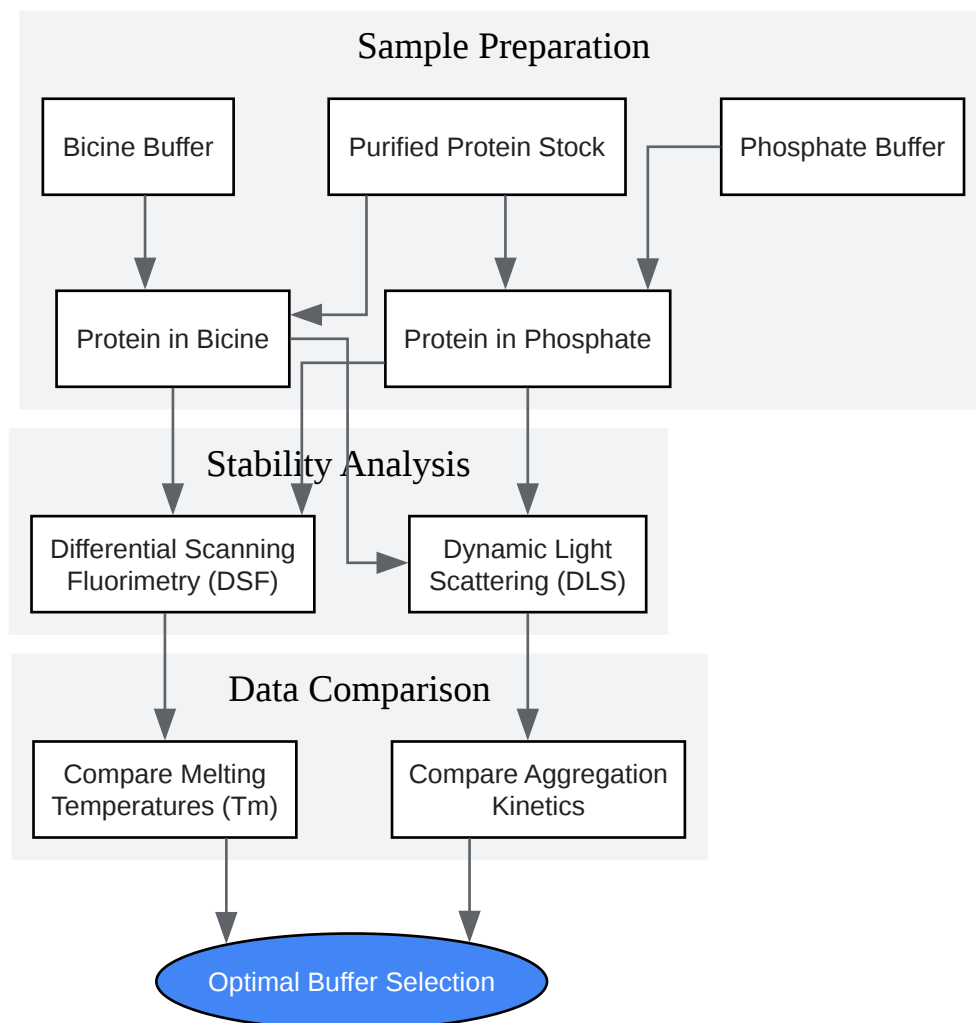 Sample Preparation
Bicine Buffer
Purified Protein Stock
Phosphate Buffer
Protein in Bicine
Protein in Phosphate
Stability Analysis
Differential Scanning
Fluorimetry (DSF)
Dynamic Light
Scattering (DLS)
Data Comparison
Compare Melting
Temperatures (Tm)
Compare Aggregation
Kinetics
Optimal Buffer Selection